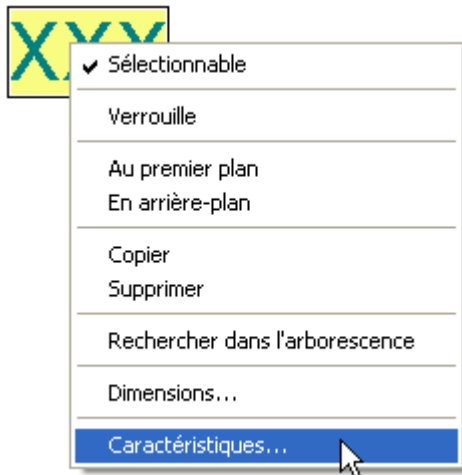 XXX
Sélectionnable
Verrouille
Au premier plan
En arrière-plan
Copier
Supprimer
Rechercher dans l'arborescence
Dimensions...
Caractéristiques...